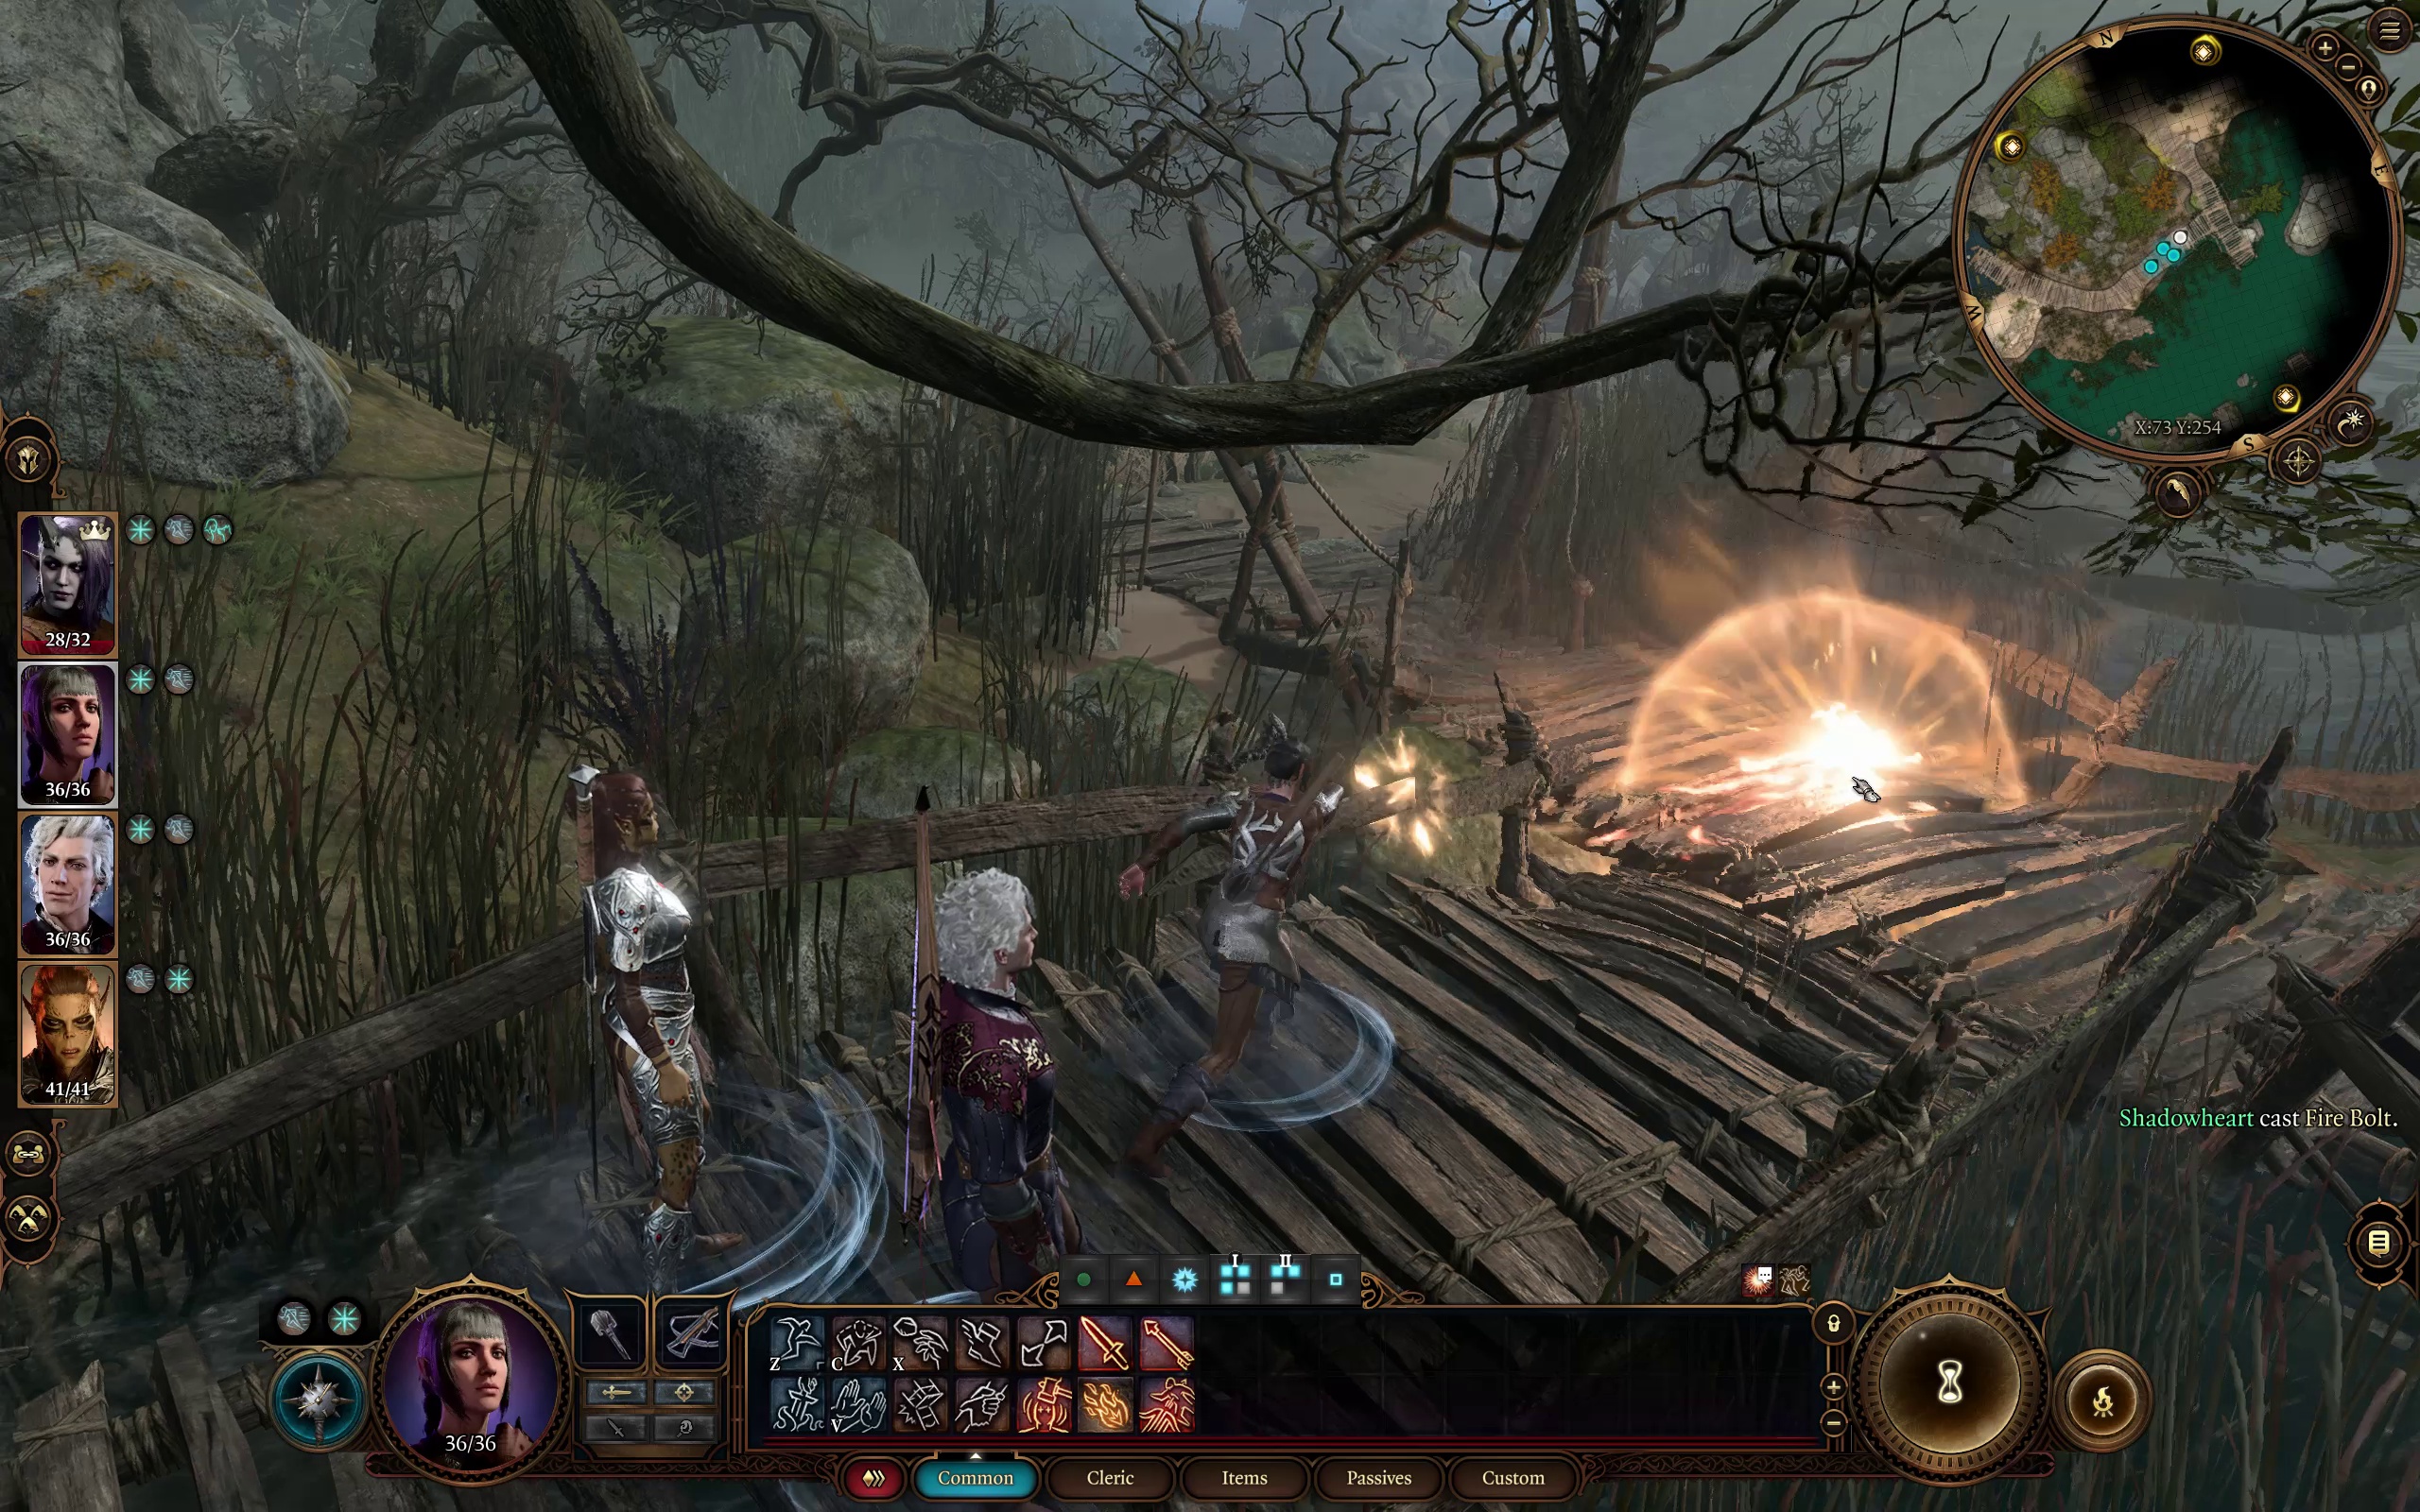 N
E
W
S
X:73 Y:254
28/32
36/36
36/36
41/41
Shadowheart cast Fire Bolt.
I II
Z C X
V
36/36
Common Cleric Items Passives Custom